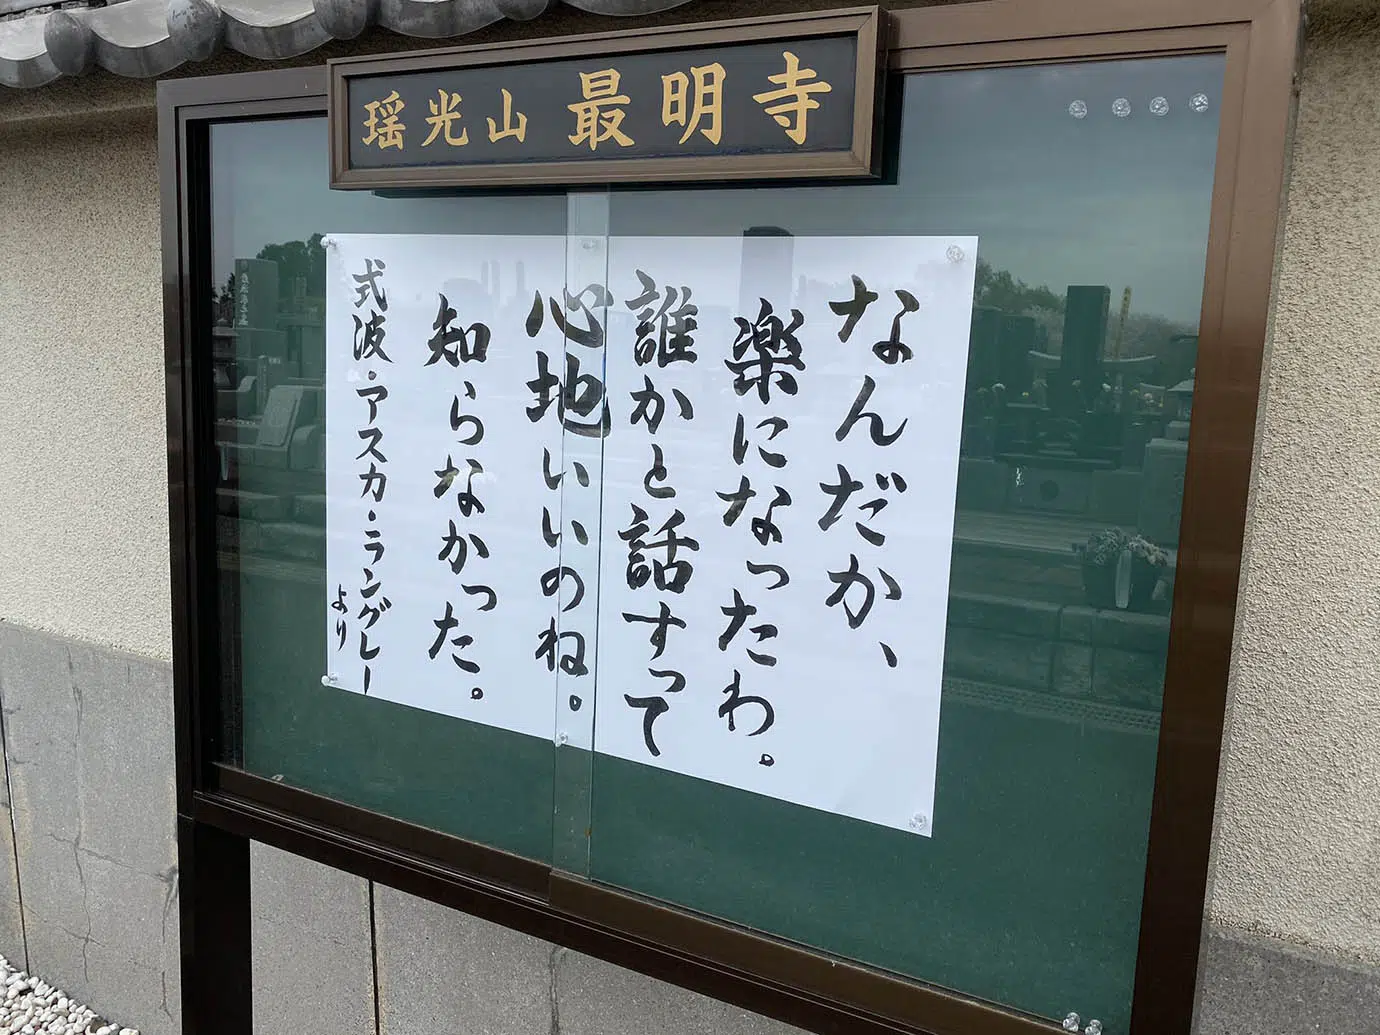 瑶光山 最明寺
なんだか、
楽になったわ。
誰かと話すって
心地いいのね。
知らなかった。
式波・アスカ・ラングレー
より